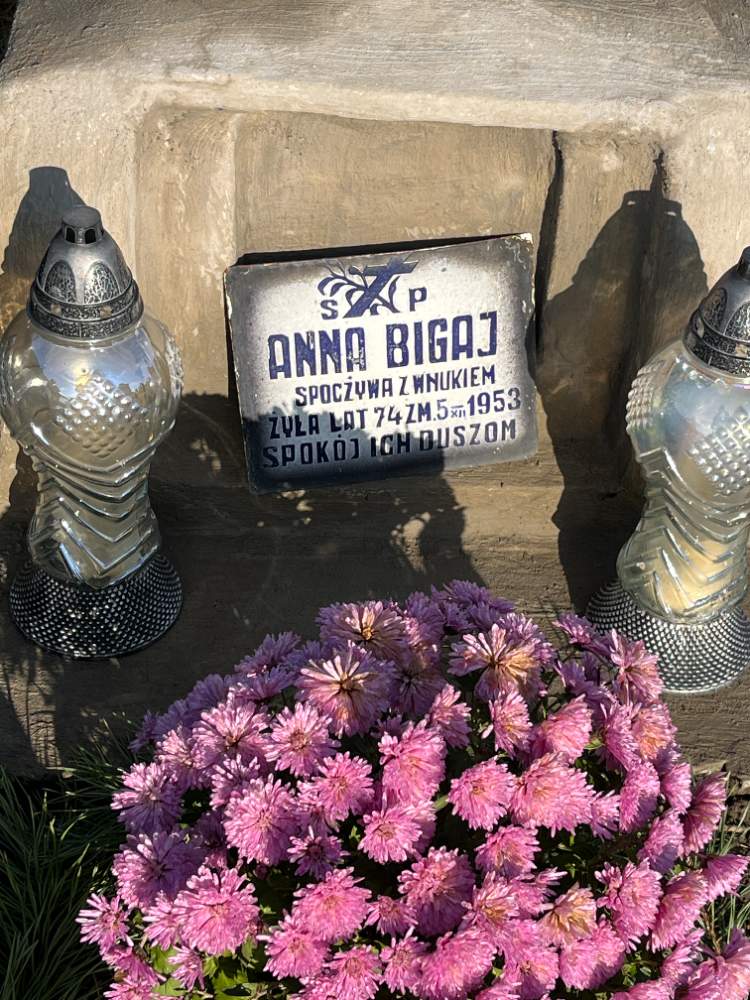 S P
ANNA BIGAJ
SPOCZYWA Z WNUKIEM
ŻYŁA LAT 74 ZM. 5 XII 1953
SPOKÓJ ICH DUSZOM